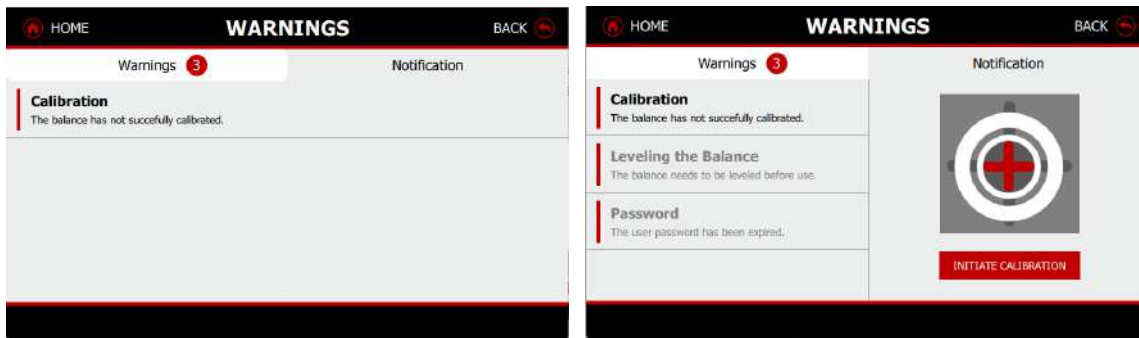 HOME WARNINGS BACK
Warnings 3 Notification
Calibration
The balance has not succefully calibrated.
HOME WARNINGS BACK
Warnings 3 Notification
Calibration
The balance has not succefully calibrated.
Leveling the Balance
The balance needs to be leveled before use.
Password
The user password has been expired.
INITIATE CALIBRATION